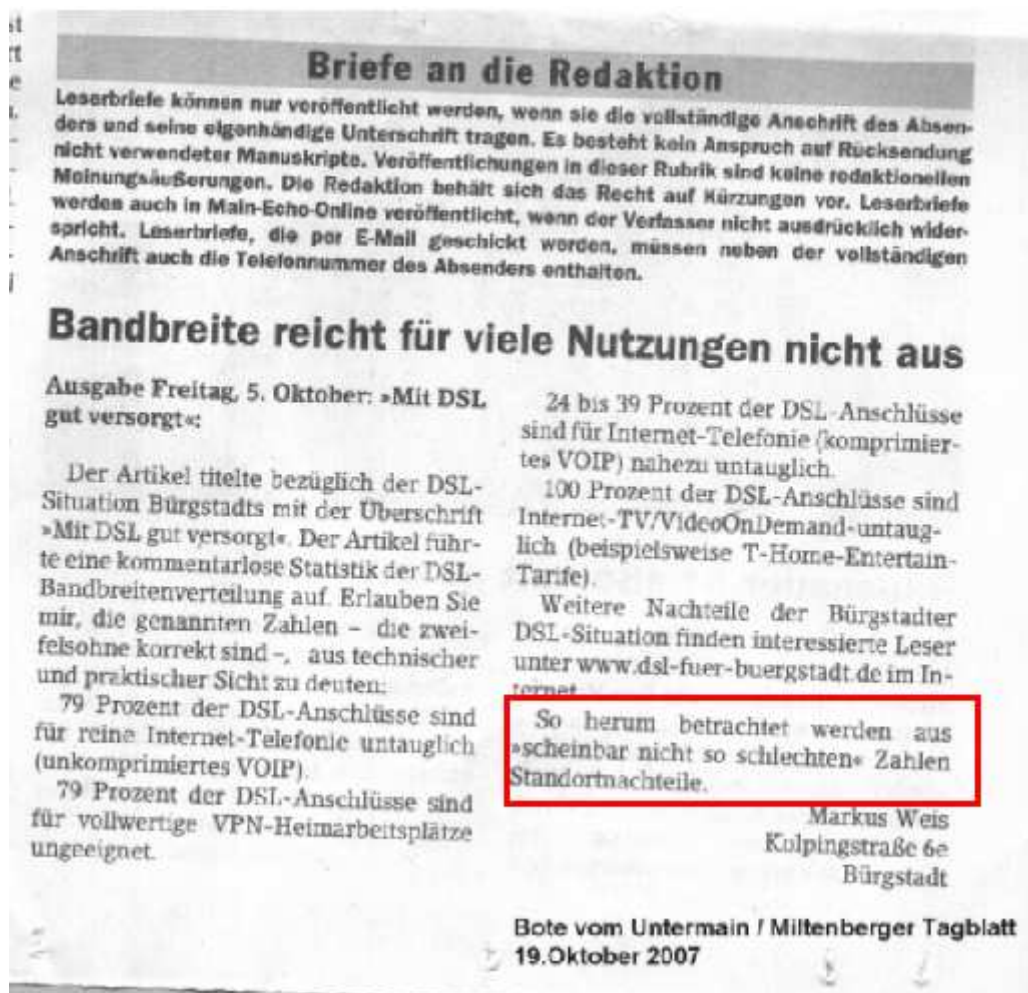 Briefe an die Redaktion
Leserbriefe können nur veröffentlicht werden, wenn sie die vollständige Anschrift des Absen-
ders und seine eigenhändige Unterschrift tragen. Es besteht kein Anspruch auf Rücksendung
nicht verwendeter Manuskripte. Veröffentlichungen in dieser Rubrik sind keine redaktionellen
Meinungsäußerungen. Die Redaktion behält sich das Recht auf Kürzungen vor. Leserbriefe
werden auch in Main-Echo-Online veröffentlicht, wenn der Verfasser nicht ausdrücklich wider-
spricht. Leserbriefe, die per E-Mail geschickt werden, müssen neben der vollständigen
Anschrift auch die Telefonnummer des Absenders enthalten.
Bandbreite reicht für viele Nutzungen nicht aus
Ausgabe Freitag, 5. Oktober: »Mit DSL
gut versorgt«:
Der Artikel titelte bezüglich der DSL-
Situation Bürgstadts mit der Überschrift
»Mit DSL gut versorgt«. Der Artikel führ-
te eine kommentarlose Statistik der DSL-
Bandbreitenverteilung auf. Erlauben Sie
mir, die genannten Zahlen – die zwei-
felsohne korrekt sind –, aus technischer
und praktischer Sicht zu deuten:
79 Prozent der DSL-Anschlüsse sind
für reine Internet-Telefonie untauglich
(unkomprimiertes VOIP).
79 Prozent der DSL-Anschlüsse sind
für vollwertige VPN-Heimarbeitsplätze
ungeeignet.
24 bis 39 Prozent der DSL-Anschlüsse
sind für Internet-Telefonie (komprimier-
tes VOIP) nahezu untauglich.
100 Prozent der DSL-Anschlüsse sind
Internet-TV/VideoOnDemand-untaug-
lich (beispielsweise T-Home-Entertain-
Tarife).
Weitere Nachteile der Bürgstadter
DSL-Situation finden interessierte Leser
unter www.dsl-fuer-buergstadt.de im In-
ternet.
So herum betrachtet werden aus
»scheinbar nicht so schlechten« Zahlen
Standortnachteile.
Markus Weis
Kolpingstraße 6e
Bürgstadt
Bote vom Untermain / Miltenberger Tagblatt
19.Oktober 2007